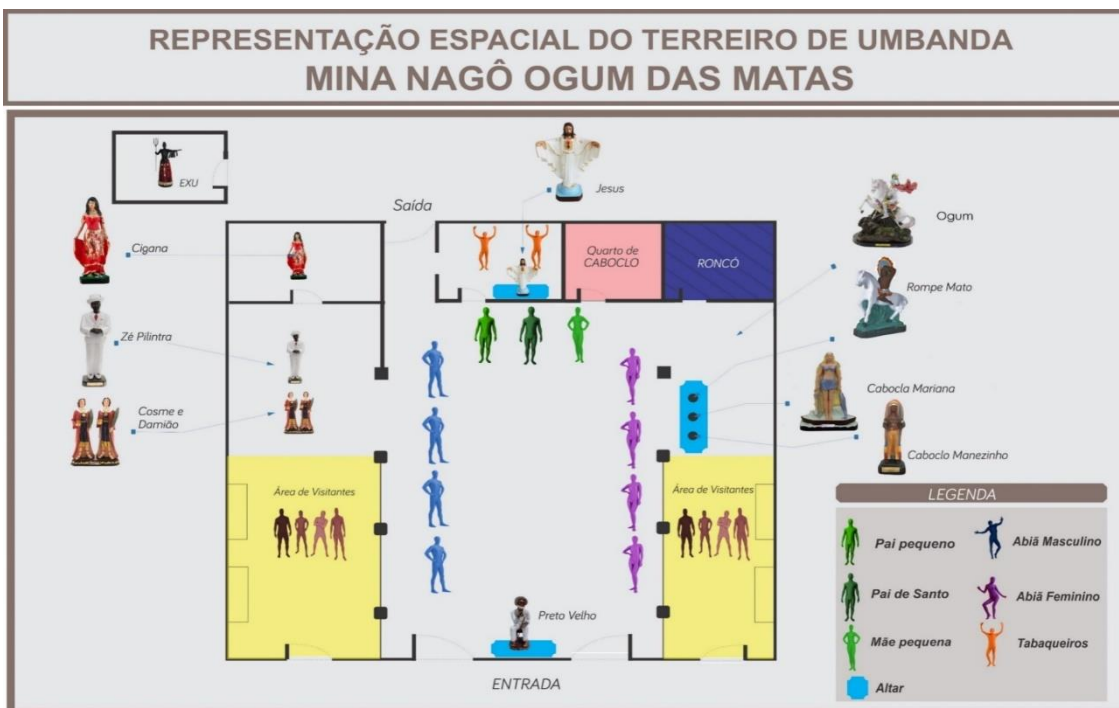 REPRESENTAÇÃO ESPACIAL DO TERREIRO DE UMBANDA
MINA NAGÔ OGUM DAS MATAS
EXU
Saída
Jesus
Cigana
Quarto de
CABOCLO
RONCÓ
Ogum
Rompe Mato
Zé Pilintra
Cosme e
Damião
Cabocla Mariana
Caboclo Manezinho
Área de Visitantes
Área de Visitantes
Preto Velho
ENTRADA
LEGENDA
Pai pequeno
Abiã Masculino
Pai de Santo
Abiã Feminino
Mãe pequena
Tabaqueiros
Altar